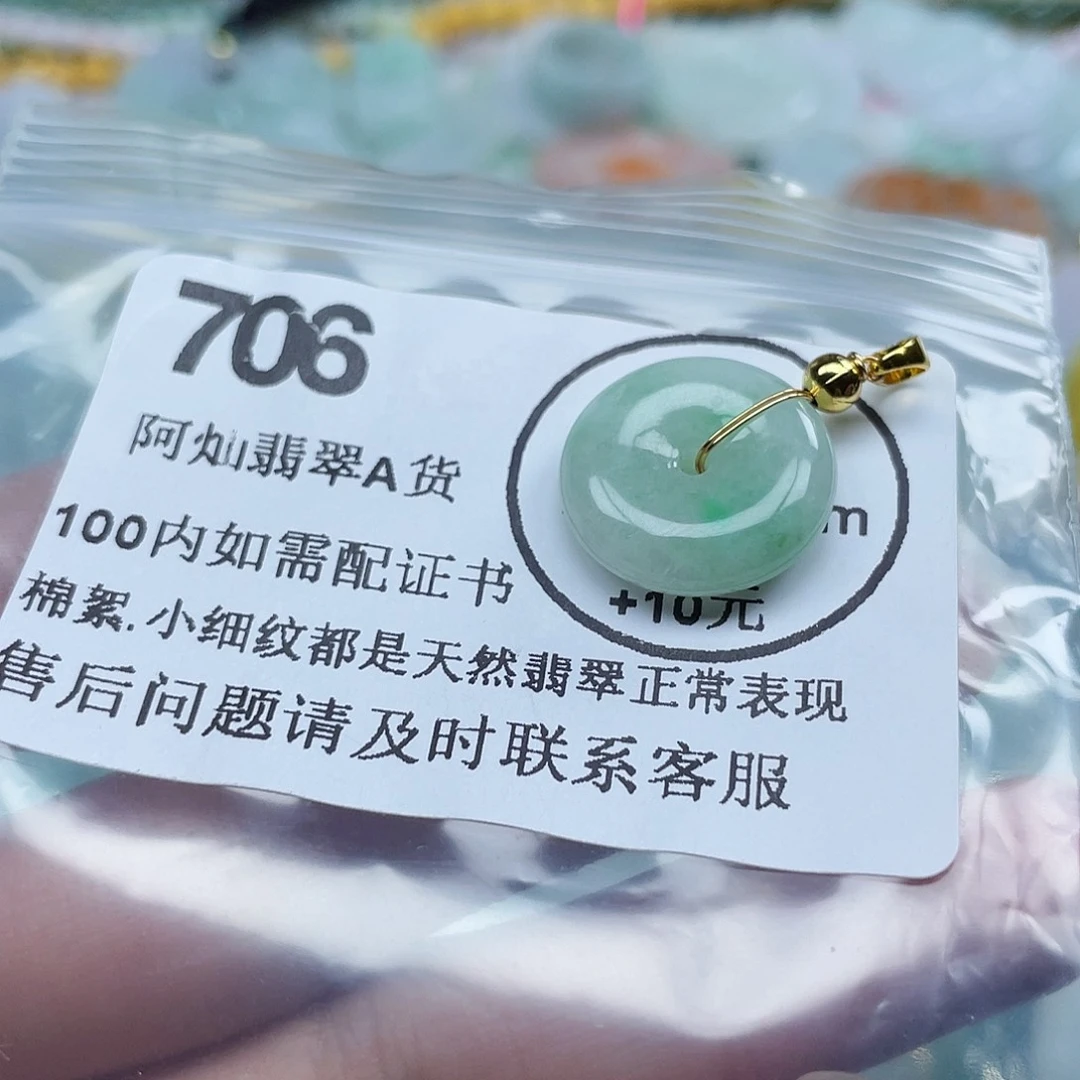 706
阿灿翡翠A货
100内如需配证书
m
+10元
棉絮.小细纹都是天然翡翠正常表现
售后问题请及时联系客服